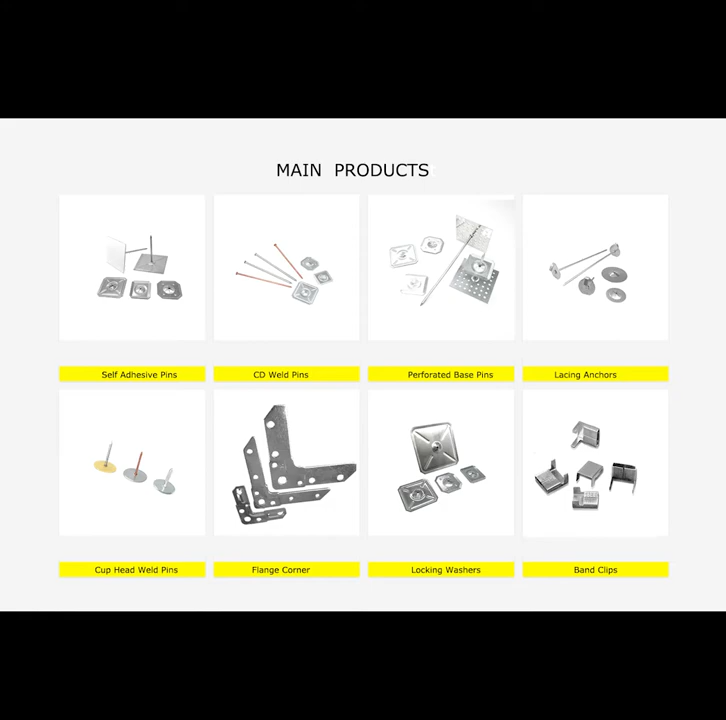 MAIN PRODUCTS
Self Adhesive Pins
CD Weld Pins
Perforated Base Pins
Lacing Anchors
Cup Head Weld Pins
Flange Corner
Locking Washers
Band Clips